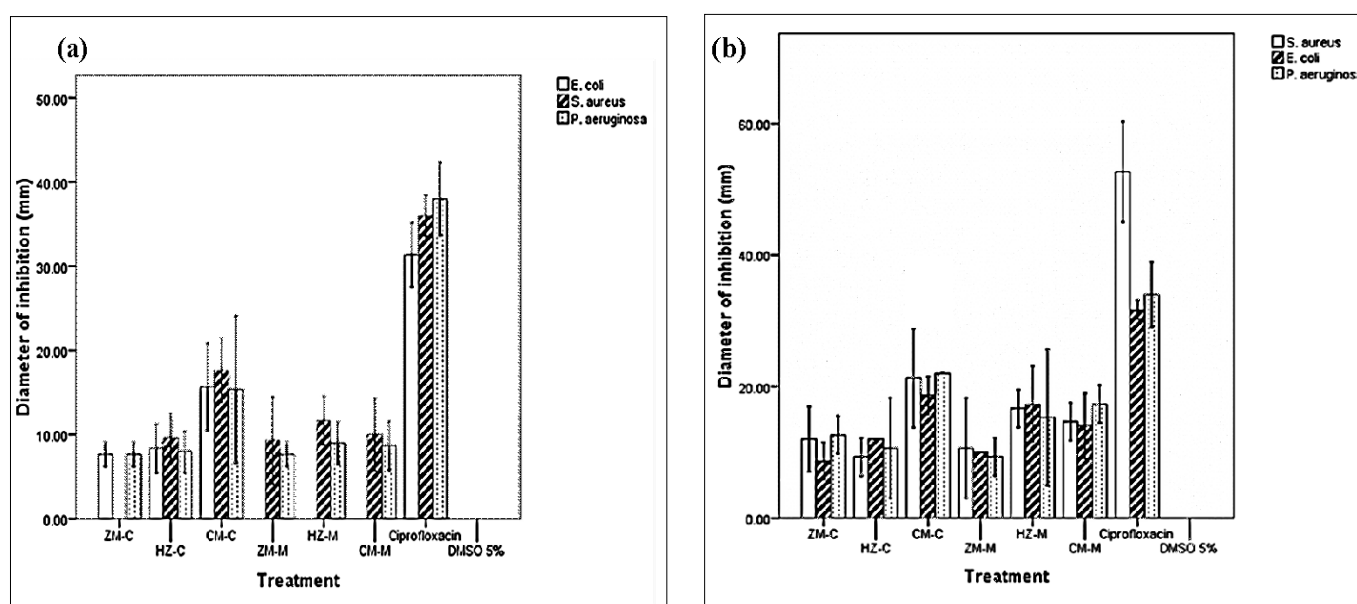 (a)
E. coli
S. aureus
P. aeruginosa
50.00
40.00
30.00
20.00
10.00
0.00
Diameter of inhibition (mm)
ZM-C
HZ-C
CM-C
ZM-M
HZ-M
CM-M
Ciprofloxacin
DMSO 5%
Treatment
(b)
S. aureus
E. coli
P. aeruginosa
60.00
40.00
20.00
0.00
Diameter of inhibition (mm)
ZM-C
HZ-C
CM-C
ZM-M
HZ-M
CM-M
Ciprofloxacin
DMSO 5%
Treatment